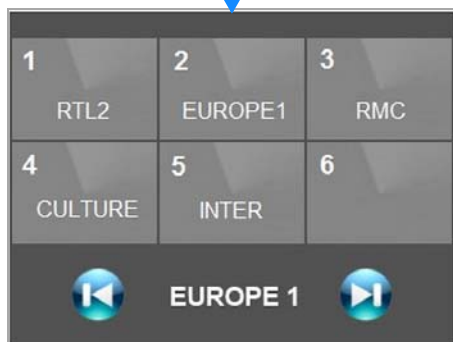 1 2 3
RTL2 EUROPE1 RMC
4 5 6
CULTURE INTER
EUROPE 1